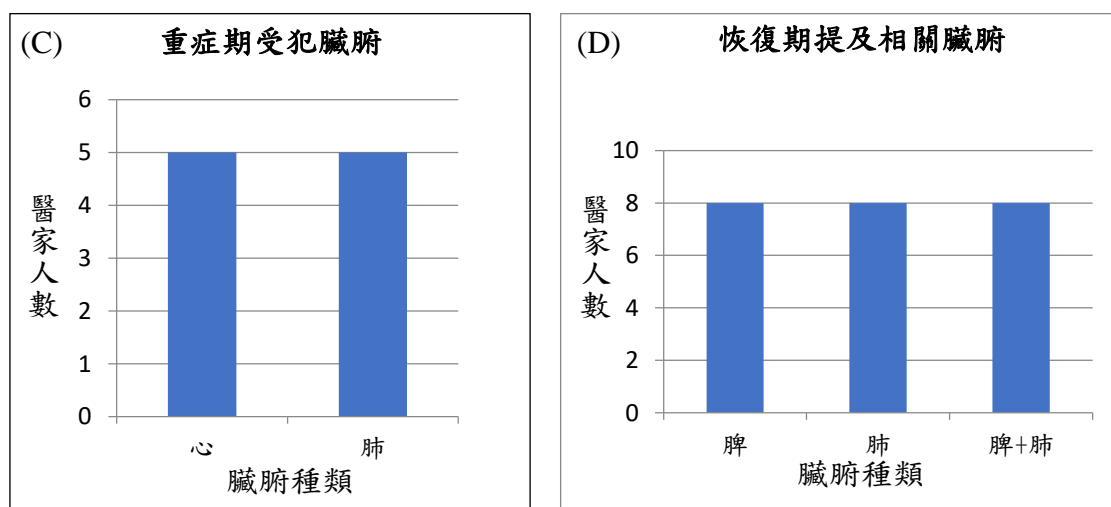 (C)
重症期受犯臟腑
6
5
4
3
2
1
0
醫家人數
心 肺
臟腑種類
(D)
恢復期提及相關臟腑
10
8
6
4
2
0
醫家人數
脾 肺 脾+肺
臟腑種類